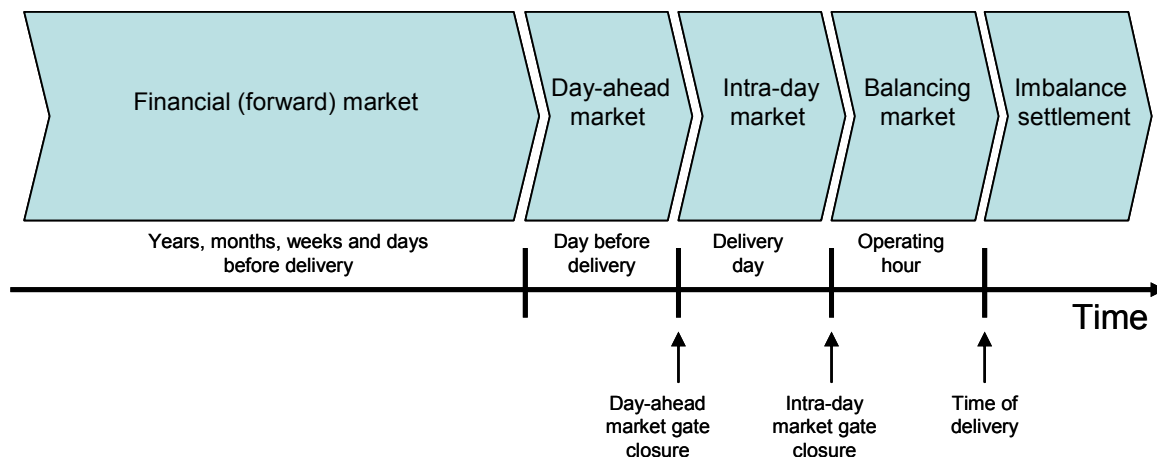 Financial (forward) market
Day-ahead
market
Intra-day
market
Balancing
market
Imbalance
settlement
Years, months, weeks and days
before delivery
Day before
delivery
Delivery
day
Operating
hour
Time
Day-ahead
market gate
closure
Intra-day
market gate
closure
Time of
delivery